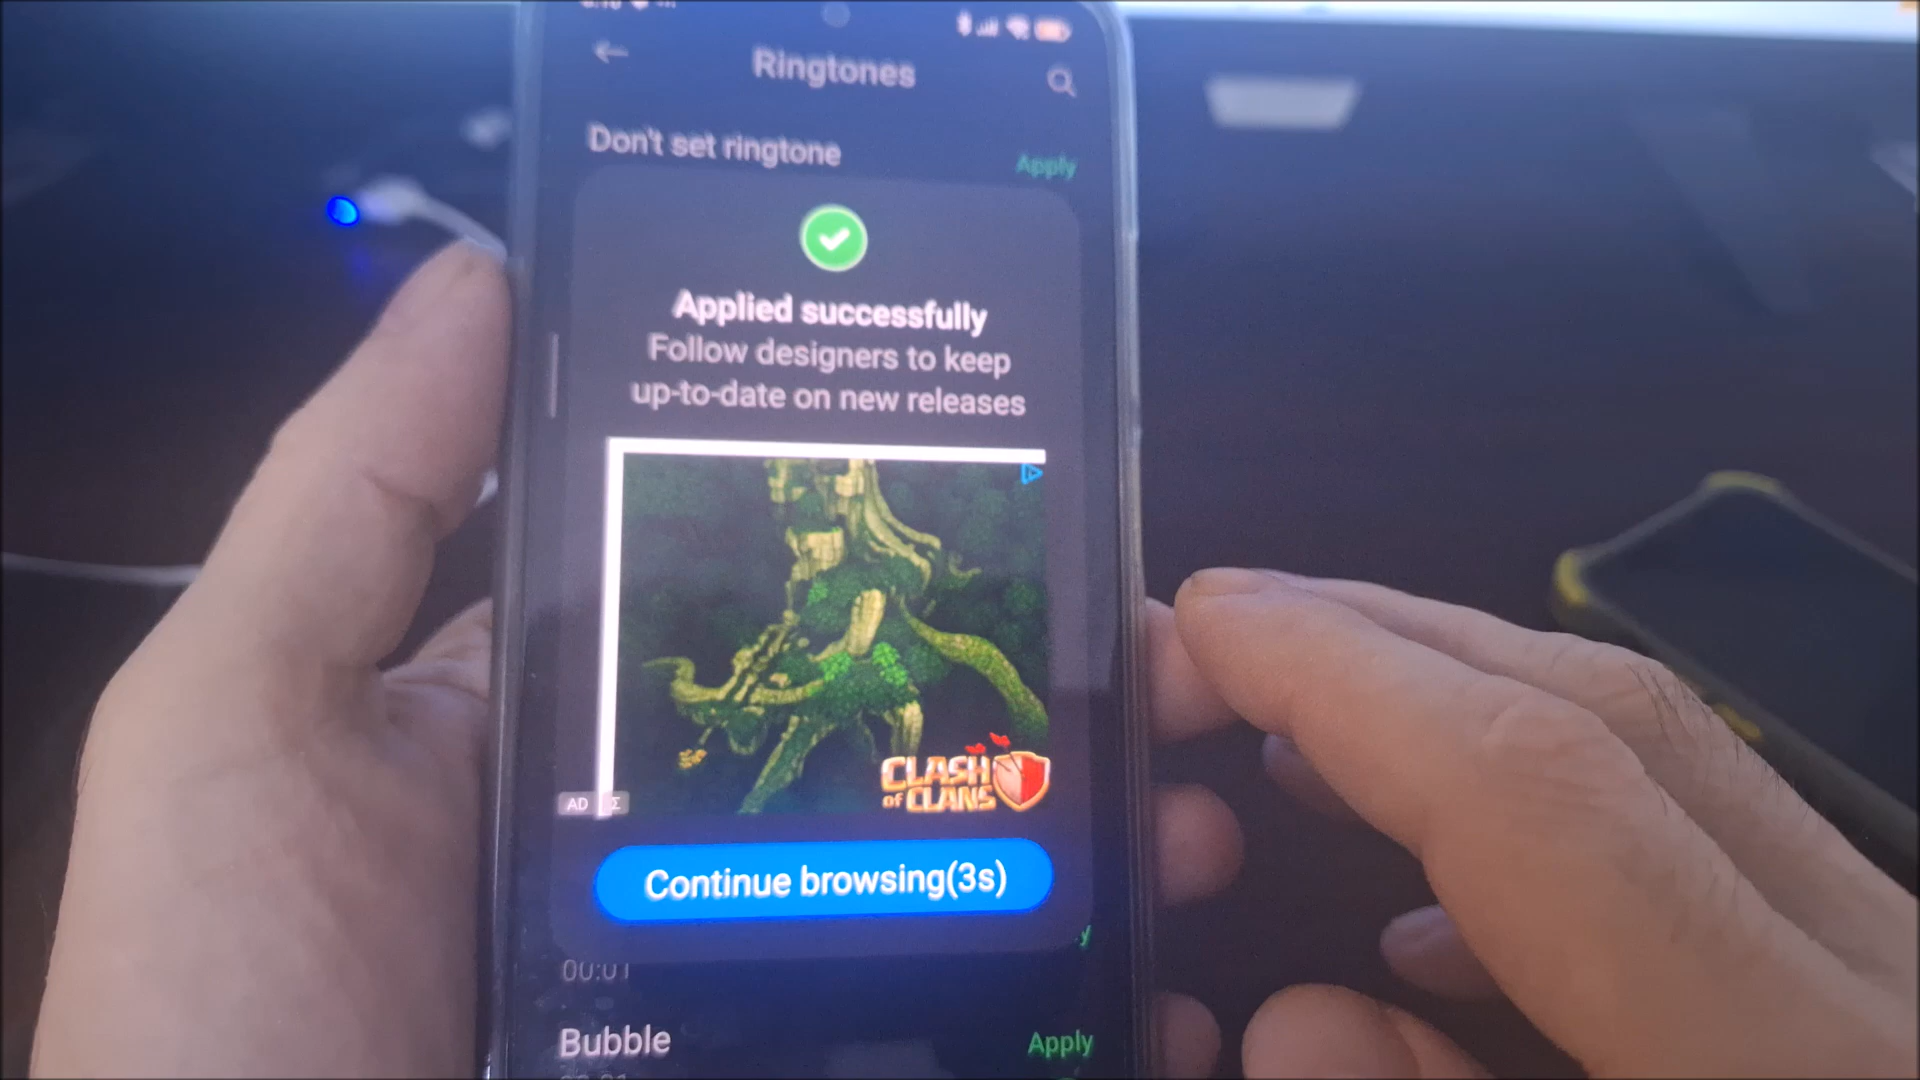 Ringtones
Don't set ringtone
Apply
Applied successfully
Follow designers to keep
up-to-date on new releases
CLASH
OF CLANS
AD
Continue browsing(3s)
y
00:01
Bubble
Apply